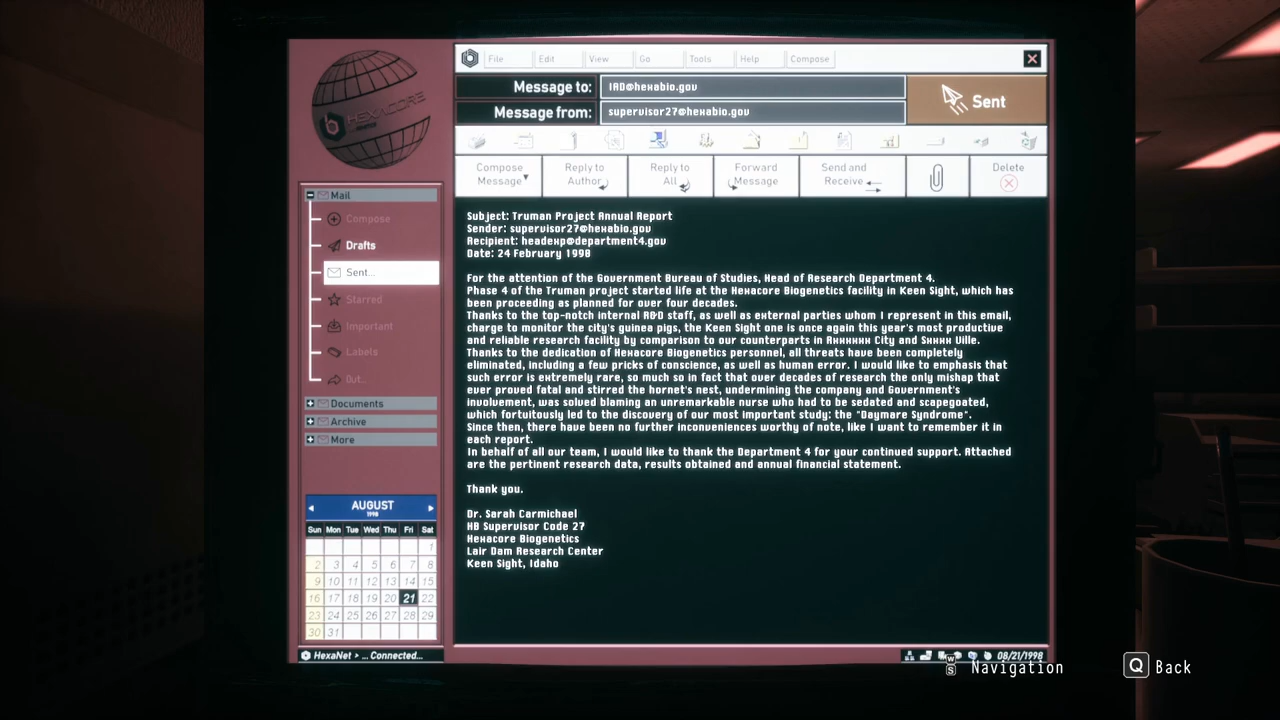 HEXACORE
File Edit View Go Tools Help Compose
Message to: IAD@hexabio.gov
Message from: supervisor27@hexabio.gov
Sent
Compose Message
Reply to Author
Reply to All
Forward Message
Send and Receive
Delete
Mail
Compose
Drafts
Sent...
Starred
Important
Labels
Out...
Documents
Archive
More
Subject: Truman Project Annual Report
Sender: supervisor27@hexabio.gov
Recipient: headexp@department4.gov
Date: 24 February 1998
For the attention of the Government Bureau of Studies, Head of Research Department 4.
Phase 4 of the Truman project started life at the Hexacore Biogenetics facility in Keen Sight, which has
been proceeding as planned for over four decades.
Thanks to the top-notch internal R&D staff, as well as external parties whom I represent in this email,
charge to monitor the city's guinea pigs, the Keen Sight one is once again this year's most productive
and reliable research facility by comparison to our counterparts in Rxxxxxx City and Sxxxx Ville.
Thanks to the dedication of Hexacore Biogenetics personnel, all threats have been completely
eliminated, including a few pricks of conscience, as well as human error. I would like to emphasis that
such error is extremely rare, so much so in fact that over decades of research the only mishap that
ever proved fatal and stirred the hornet's nest, undermining the company and Government's
involvement, was solved blaming an unremarkable nurse who had to be sedated and scapegoated,
which fortuitously led to the discovery of our most important study: the "Daymare Syndrome".
Since then, there have been no further inconveniences worthy of note, like I want to remember it in
each report.
In behalf of all our team, I would like to thank the Department 4 for your continued support. Attached
are the pertinent research data, results obtained and annual financial statement.
Thank you.
Dr. Sarah Carmichael
HB Supervisor Code 27
Hexacore Biogenetics
Lair Dam Research Center
Keen Sight, Idaho
AUGUST
1998
Sun Mon Tue Wed Thu Fri Sat
1
2 3 4 5 6 7 8
9 10 11 12 13 14 15
16 17 18 19 20 21 22
23 24 25 26 27 28 29
30 31
HexaNet > ... Connected...
08/21/1998
W
S Navigation
Q Back